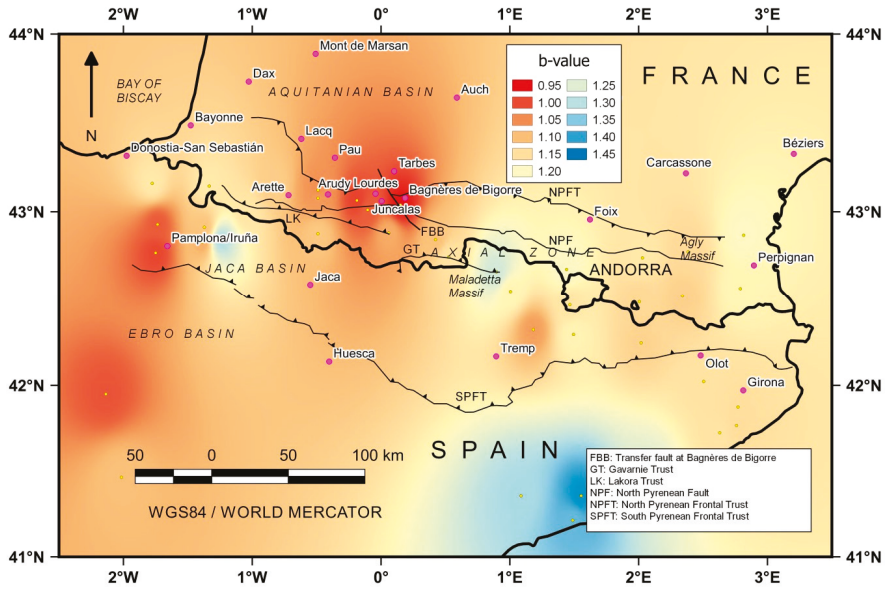 2°W 1°W 0° 1°E 2°E 3°E
44°N 44°N
Mont de Marsan
b-value
0.95 1.25
1.00 1.30
1.05 1.35
1.10 1.40
1.15 1.45
1.20
FRANCE
BAY OF
BISCAY
Dax
AQUITANIAN BASIN
Auch
N
Bayonne
Lacq
Pau
Donostia-San Sebastián
Tarbes
Carcassone
Béziers
Arette
Arudy
Lourdes
Bagnères de Bigorre
NPFT
43°N 43°N
Juncalas
LK
FBB
Foix
NPFT
Pamplona/Iruña
GT
AXIAL ZONE
NPF
Agly
Massif
JACA BASIN
Jaca
Maladetta
Massif
ANDORRA
Perpignan
EBRO BASIN
Huesca
Tremp
Olot
42°N 42°N
SPFT
Girona
SPAIN
50 0 50 100 km
WGS84 / WORLD MERCATOR
FBB: Transfer fault at Bagnères de Bigorre
GT: Gavarnie Trust
LK: Lakora Trust
NPF: North Pyrenean Fault
NPFT: North Pyrenean Frontal Trust
SPFT: South Pyrenean Frontal Trust
41°N 41°N
2°W 1°W 0° 1°E 2°E 3°E